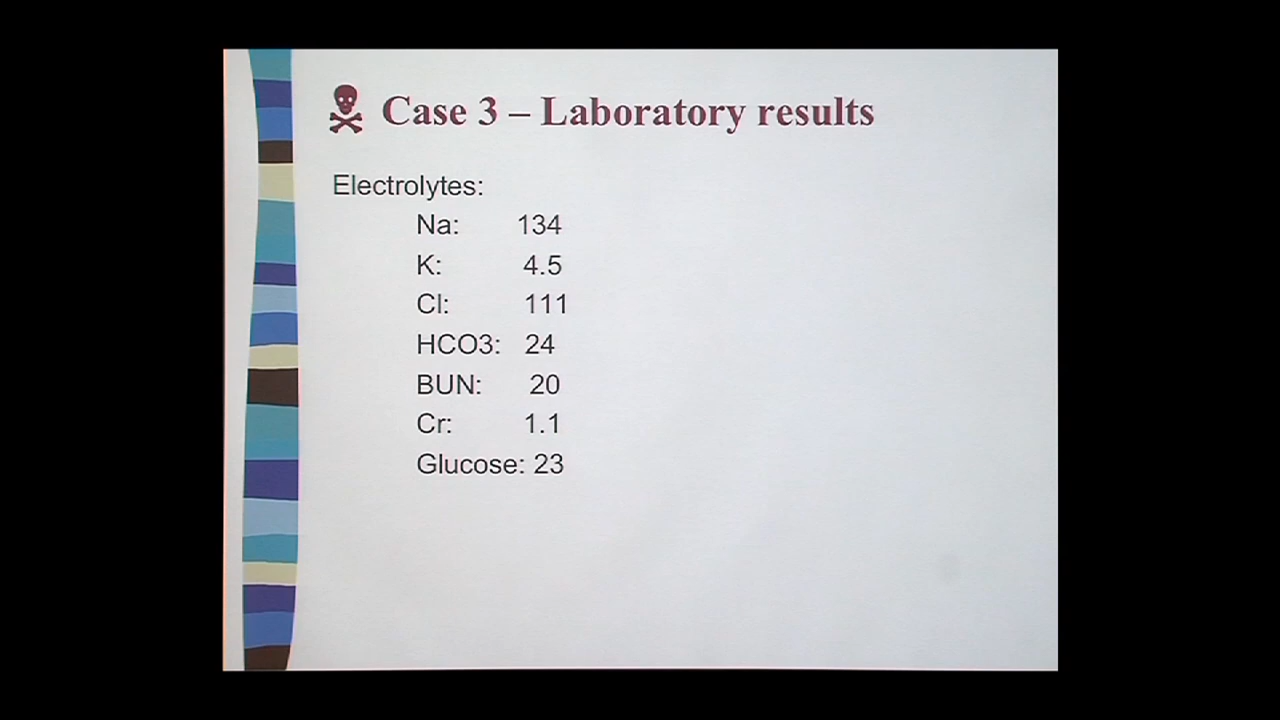 Case 3 – Laboratory results
Electrolytes:
Na: 134
K: 4.5
Cl: 111
HCO3: 24
BUN: 20
Cr: 1.1
Glucose: 23